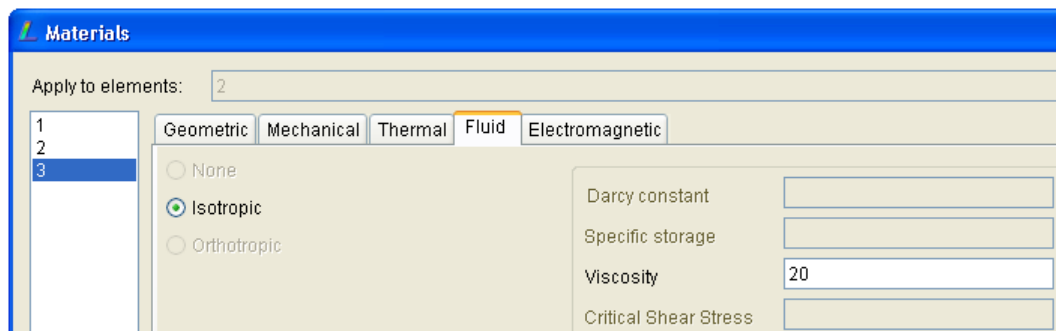 Materials
Apply to elements: 2
1
2
3
Geometric Mechanical Thermal Fluid Electromagnetic
None
Isotropic
Orthotropic
Darcy constant
Specific storage
Viscosity 20
Critical Shear Stress